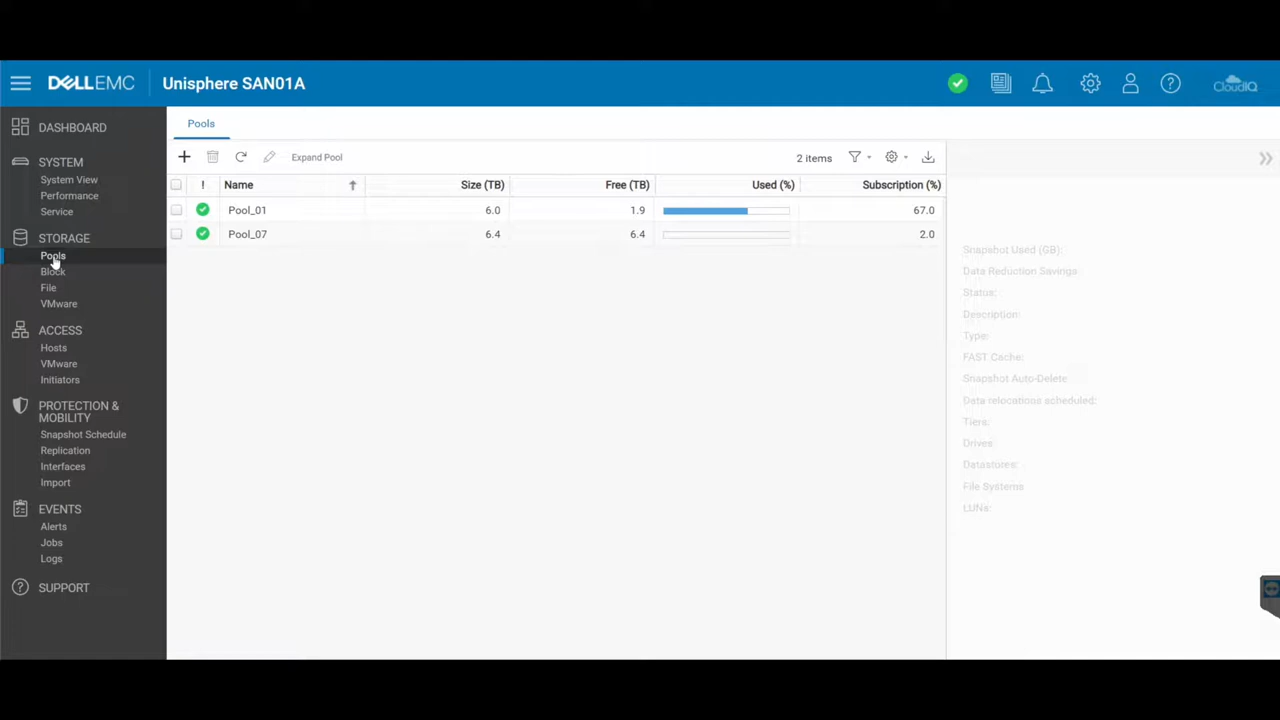 DELLEMC Unisphere SAN01A CloudIQ
DASHBOARD
SYSTEM
System View
Performance
Service
STORAGE
Pools
Block
File
VMware
ACCESS
Hosts
VMware
Initiators
PROTECTION &
MOBILITY
Snapshot Schedule
Replication
Interfaces
Import
EVENTS
Alerts
Jobs
Logs
SUPPORT
Pools
Expand Pool 2 items
! Name Size (TB) Free (TB) Used (%) Subscription (%)
Pool_01 6.0 1.9 67.0
Pool_07 6.4 6.4 2.0
Snapshot Used (GB):
Data Reduction Savings
Status:
Description:
Type:
FAST Cache:
Snapshot Auto-Delete
Data relocations scheduled:
Tiers:
Drives:
Datastores:
File Systems
LUNs: